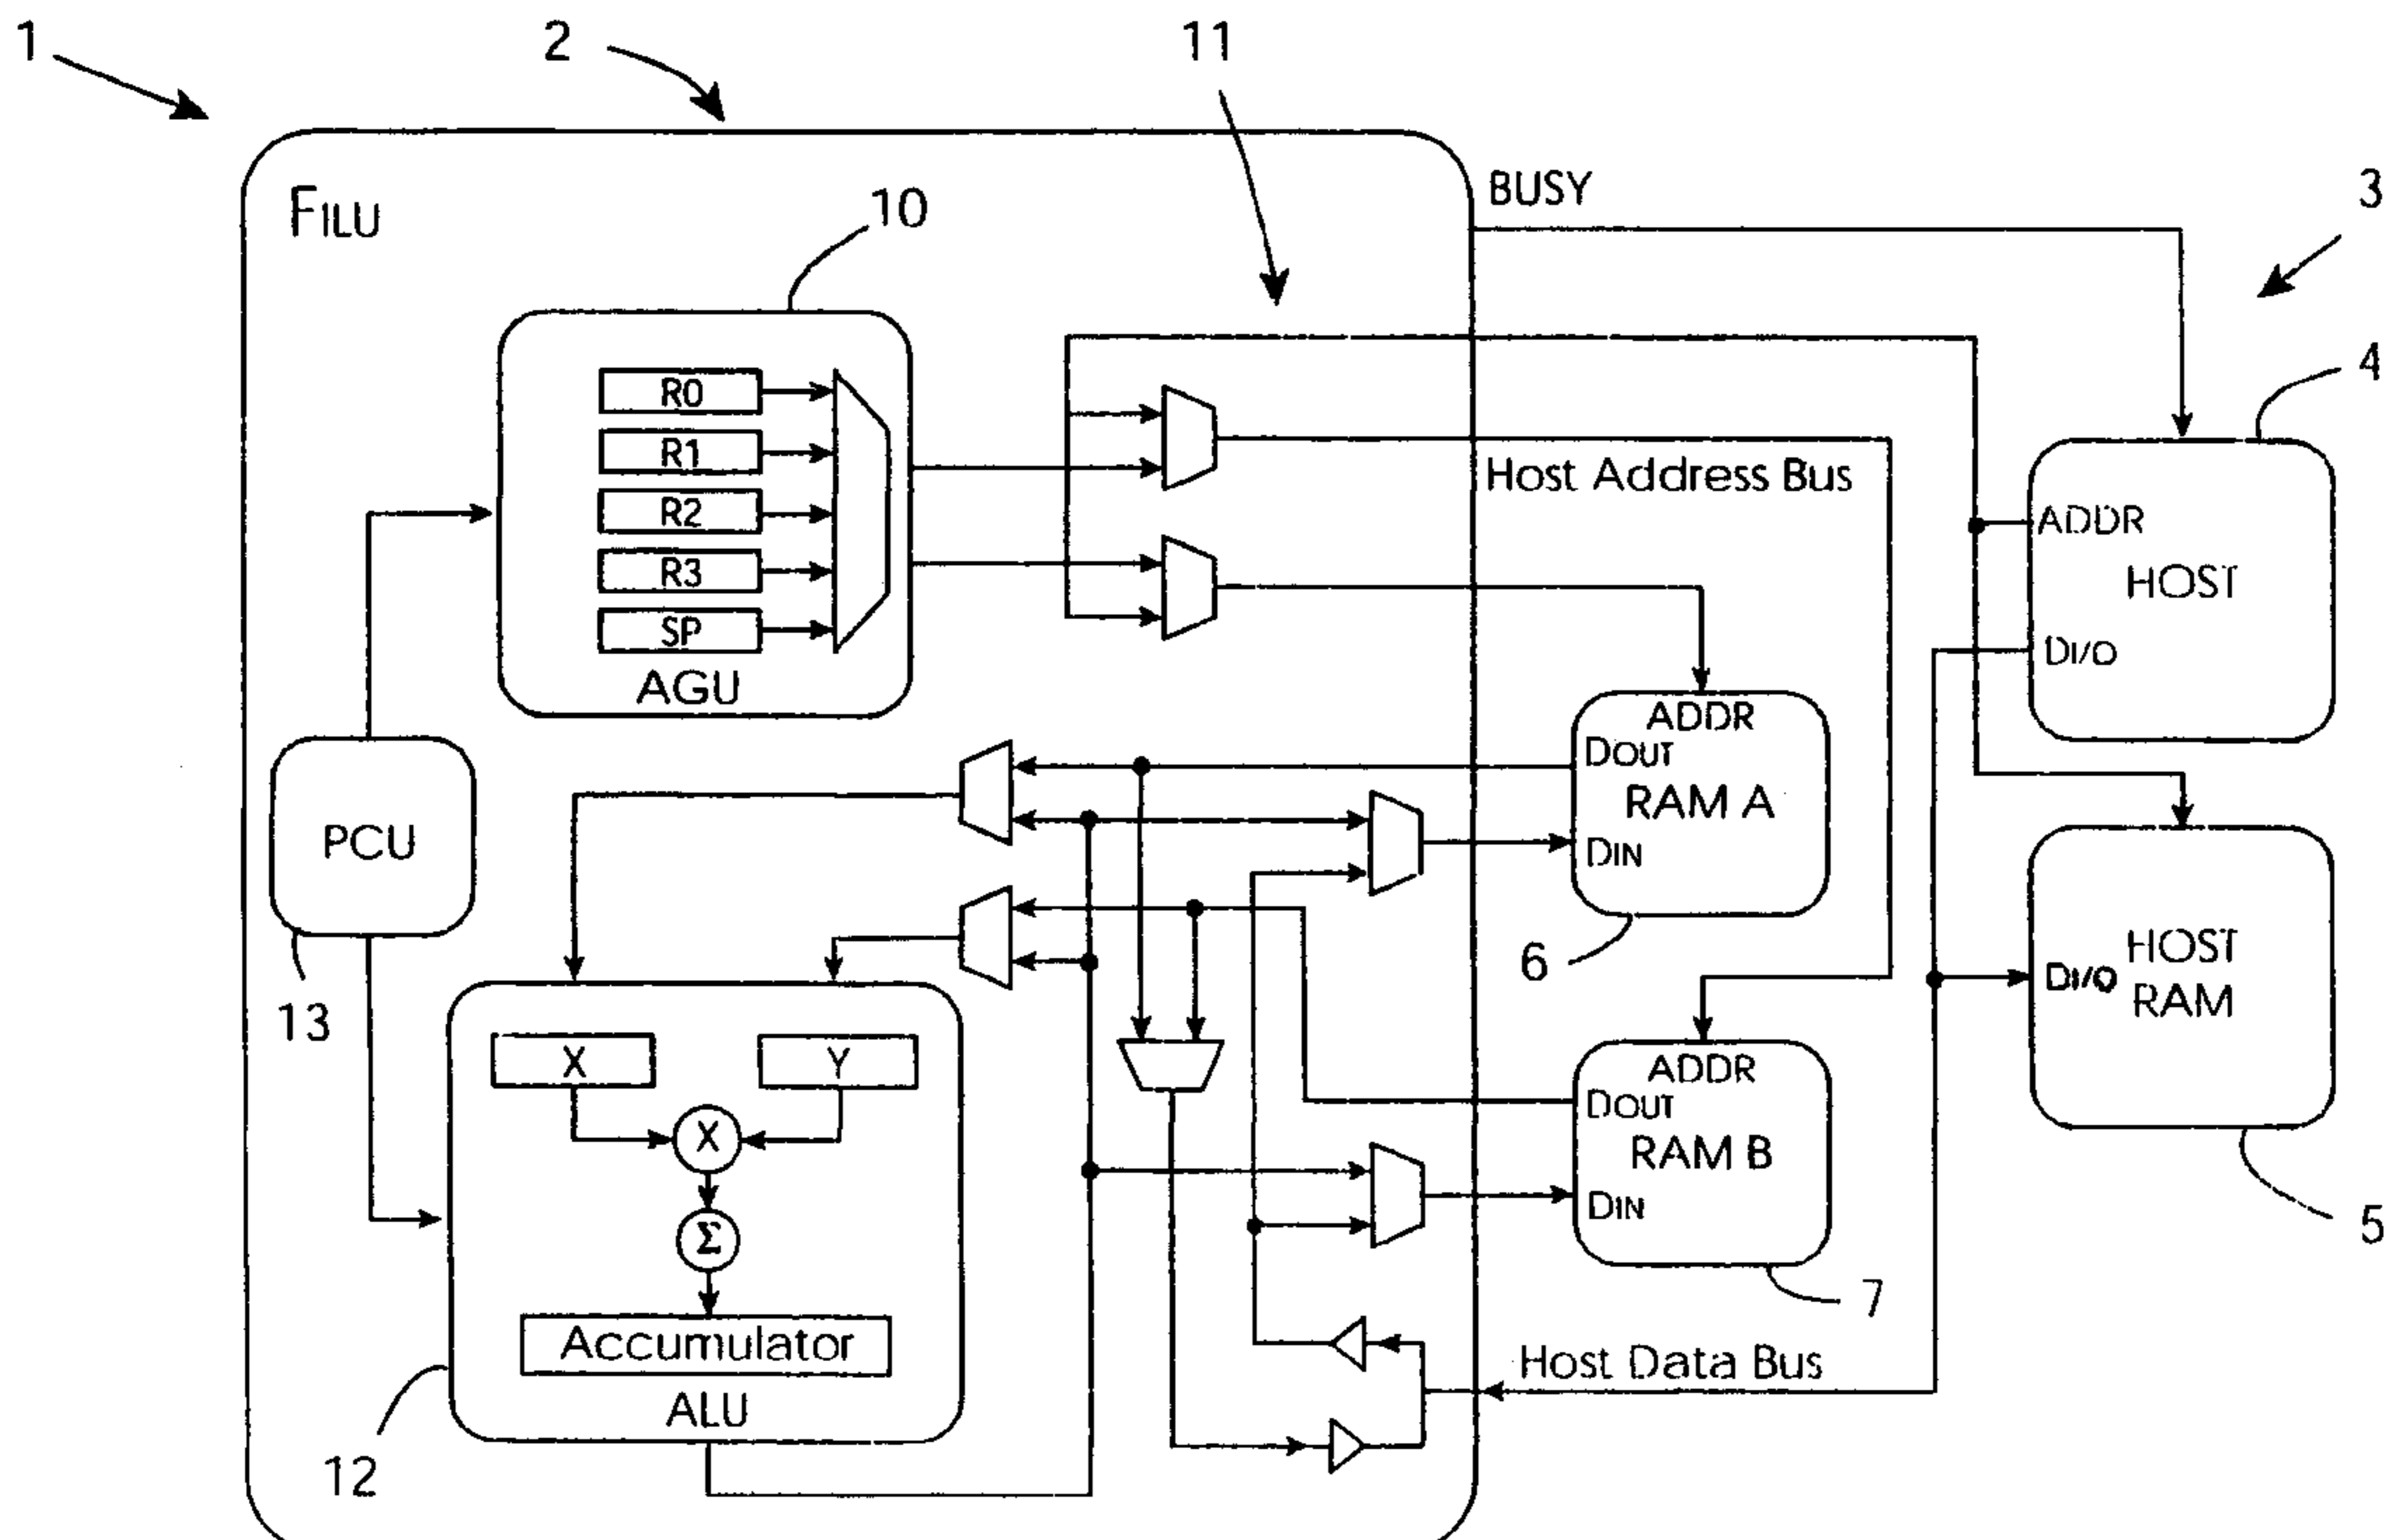 1
2
11
FILU
10
BUSY
3
R0
R1
R2
R3
SP
AGU
Host Address Bus
4
ADDR
HOST
DI/O
ADDR
DOUT
RAM A
DIN
PCU
6
13
HOST
DI/O
RAM
X
Y
X
Σ
Accumulator
ALU
12
ADDR
DOUT
RAM B
DIN
5
7
Host Data Bus